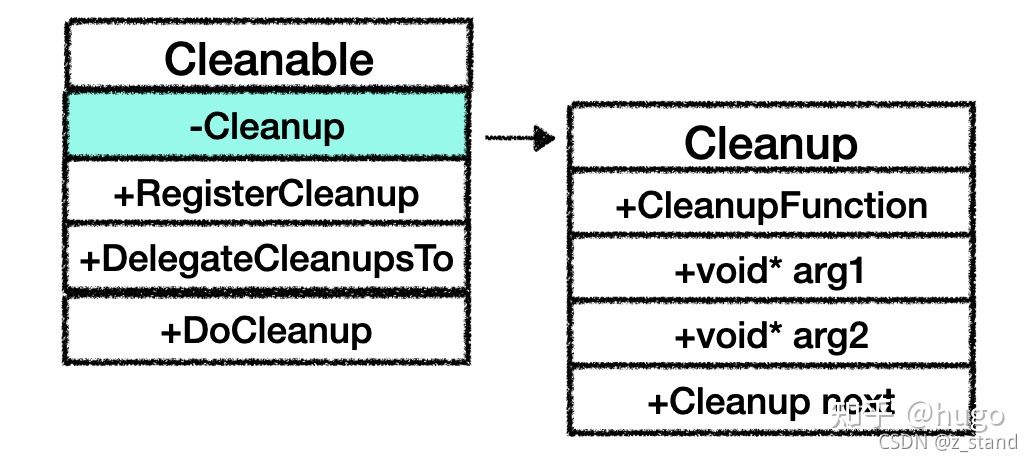 Cleanable
-Cleanup
+RegisterCleanup
+DelegateCleanupsTo
+DoCleanup
Cleanup
+CleanupFunction
+void* arg1
+void* arg2
+Cleanup next
知乎 @hugo
CSDN @z_stand